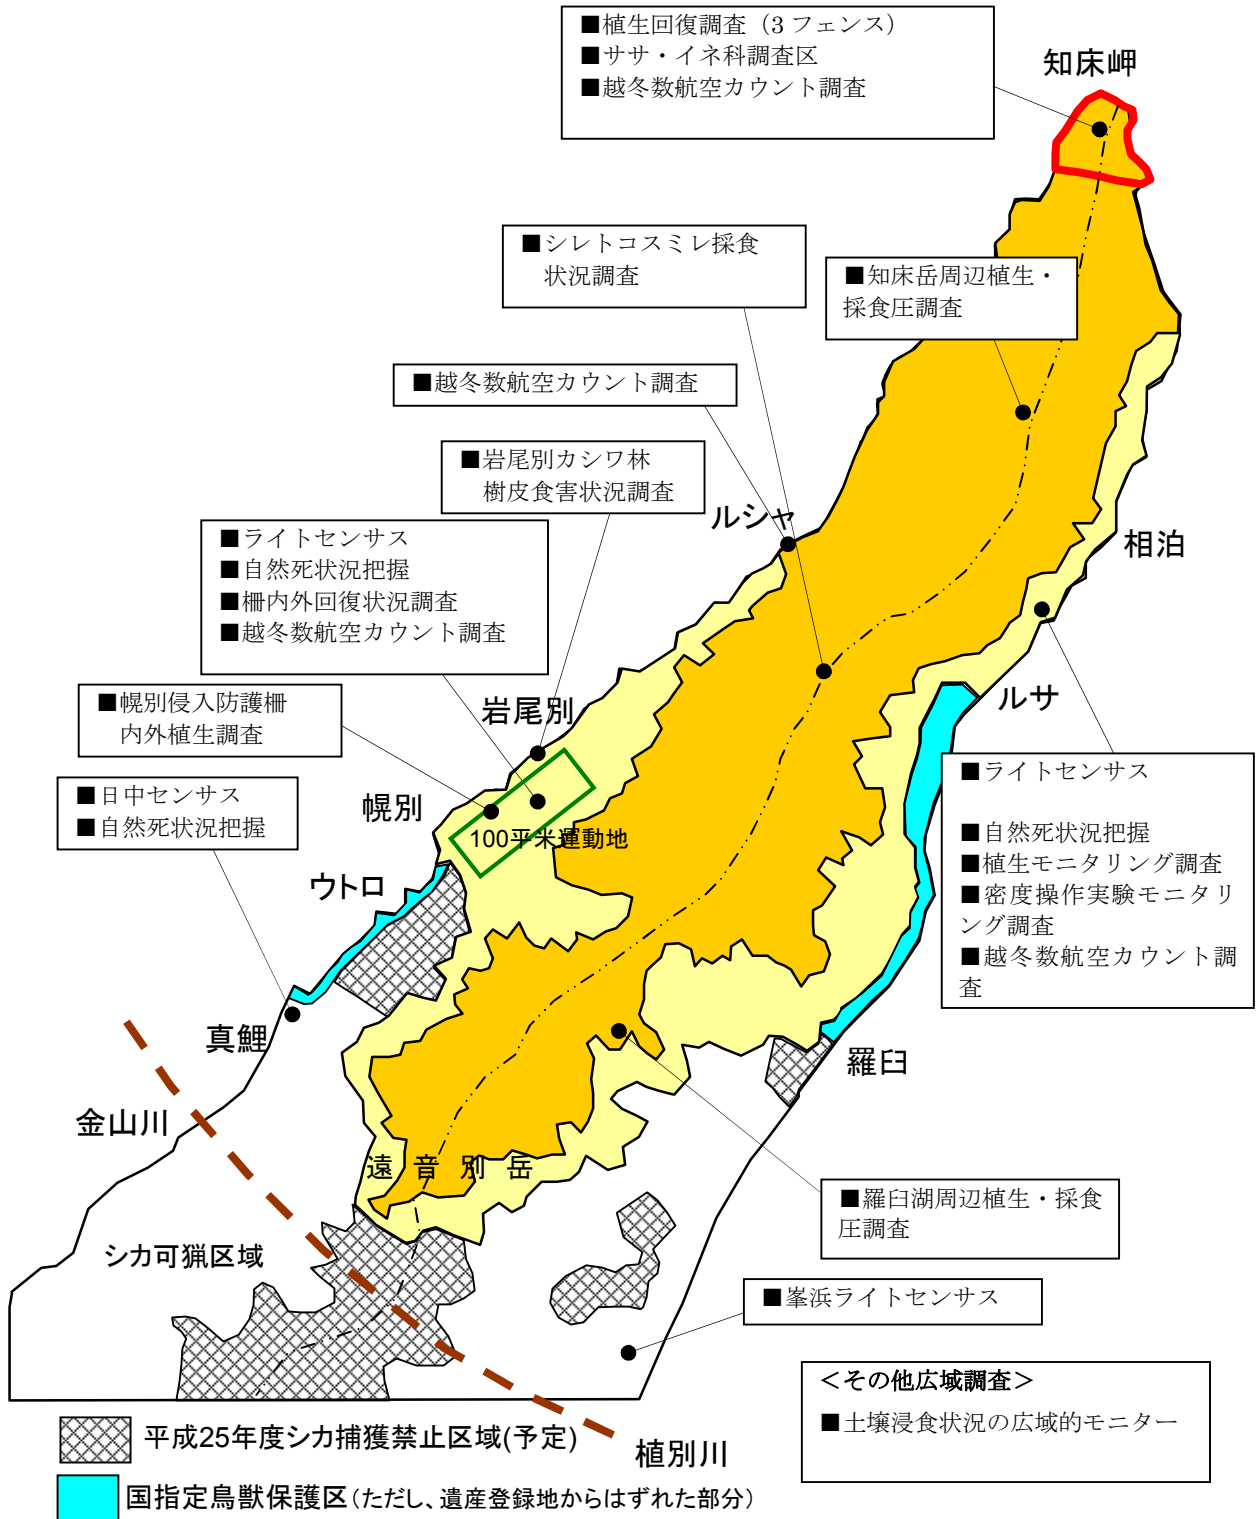 ■植生回復調査（3 フェンス）
■ササ・イネ科調査区
■越冬数航空カウント調査
知床岬
■シレトコスミレ採食
状況調査
■知床岳周辺植生・
採食圧調査
■越冬数航空カウント調査
■岩尾別カシワ林
樹皮食害状況調査
ルシャ
相泊
■ライトセンサス
■自然死状況把握
■柵内外回復状況調査
■越冬数航空カウント調査
■幌別侵入防護柵
内外植生調査
岩尾別
ルサ
■日中センサス
■自然死状況把握
幌別
100平米運動地
■ライトセンサス
■自然死状況把握
■植生モニタリング調査
■密度操作実験モニタリ
ング調査
■越冬数航空カウント調
査
ウトロ
真鯉
羅臼
金山川
遠音別岳
■羅臼湖周辺植生・採食
圧調査
シカ可猟区域
■峯浜ライトセンサス
＜その他広域調査＞
■土壌浸食状況の広域的モニター
平成25年度シカ捕獲禁止区域(予定)
植別川
国指定鳥獣保護区(ただし、遺産登録地からはずれた部分)